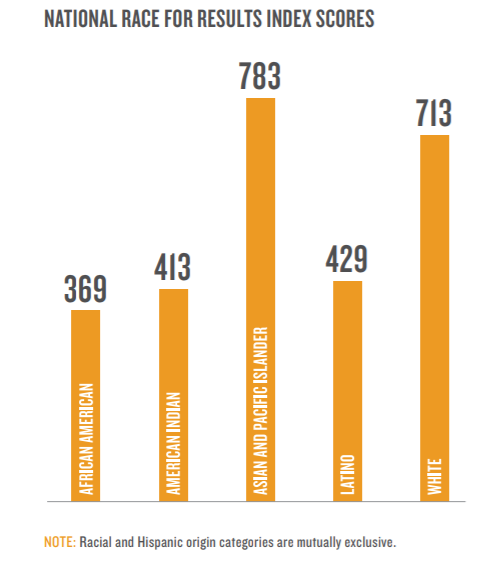 NATIONAL RACE FOR RESULTS INDEX SCORES
783
713
429
413
369
AFRICAN AMERICAN
AMERICAN INDIAN
ASIAN AND PACIFIC ISLANDER
LATINO
WHITE
NOTE: Racial and Hispanic origin categories are mutually exclusive.